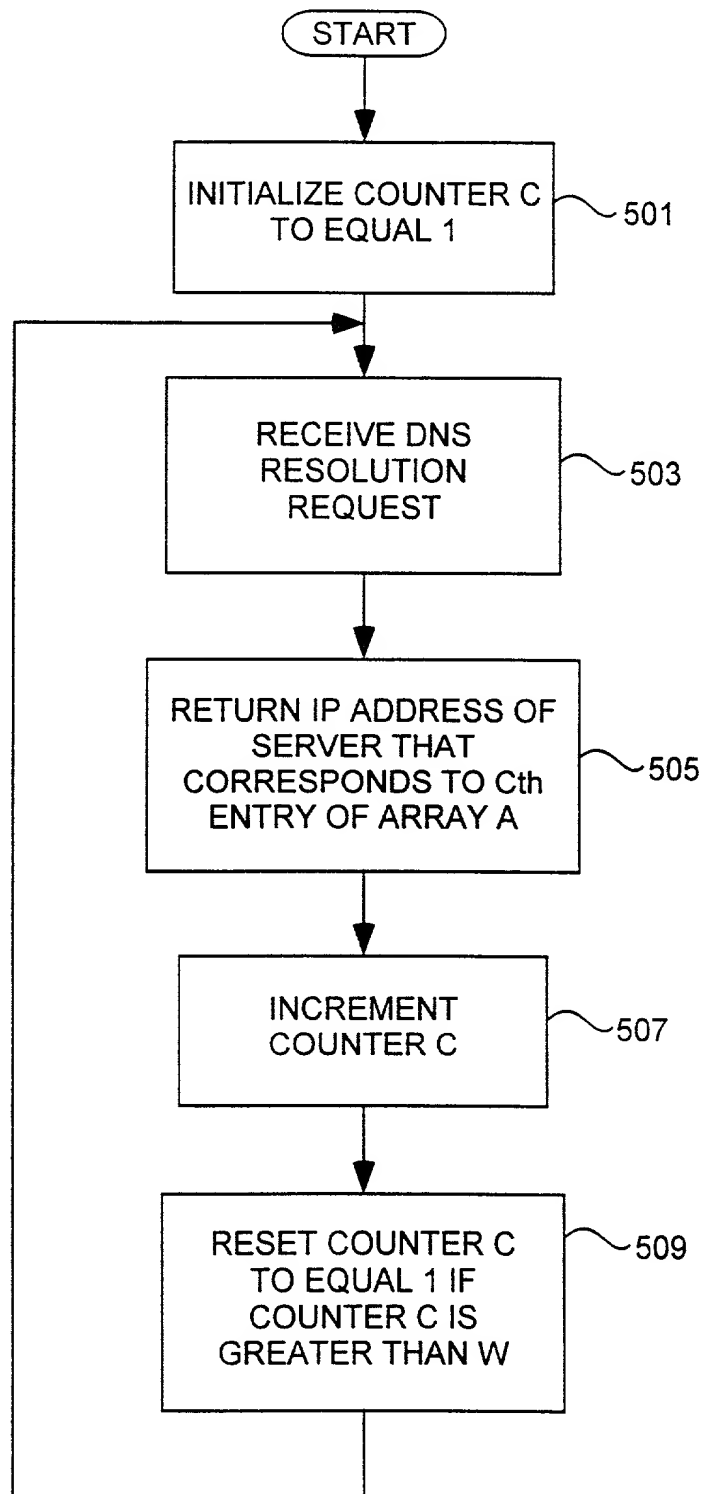 START
INITIALIZE COUNTER C
TO EQUAL 1
501
RECEIVE DNS
RESOLUTION
REQUEST
503
RETURN IP ADDRESS OF
SERVER THAT
CORRESPONDS TO Cth
ENTRY OF ARRAY A
505
INCREMENT
COUNTER C
507
RESET COUNTER C
TO EQUAL 1 IF
COUNTER C IS
GREATER THAN W
509